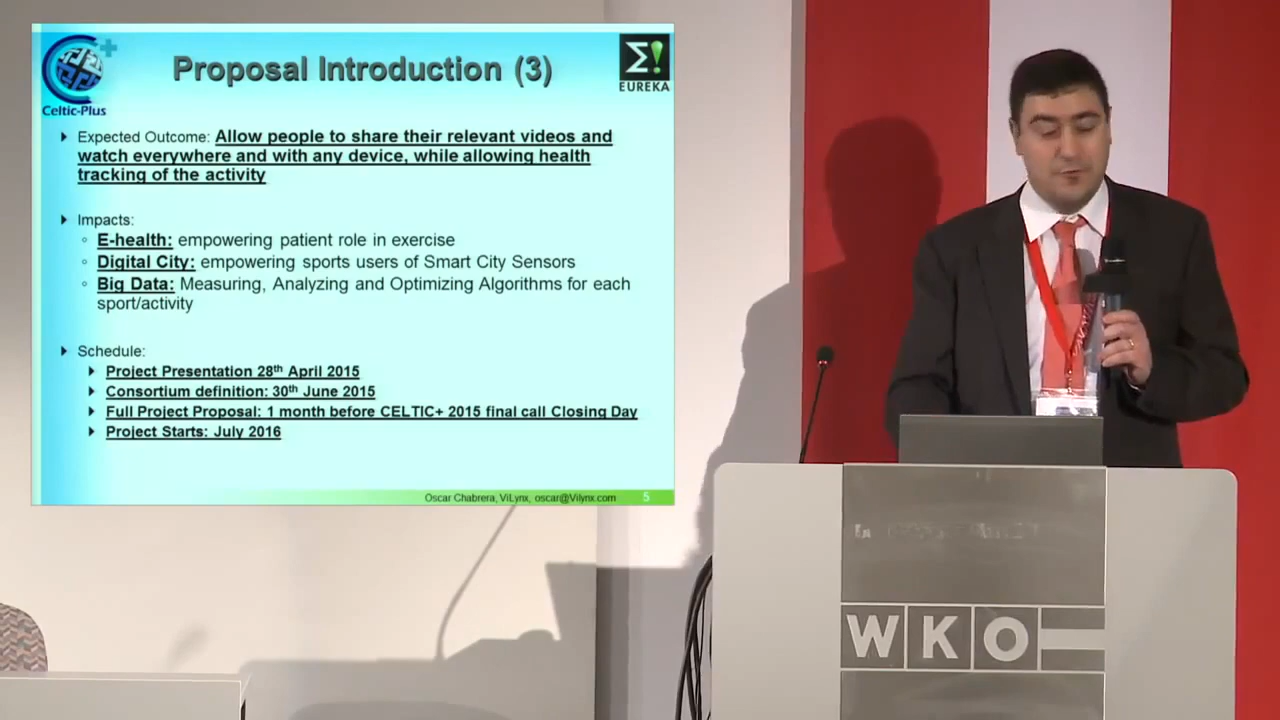 Proposal Introduction (3)
Celtic-Plus
Σ!
EUREKA
Expected Outcome: Allow people to share their relevant videos and
watch everywhere and with any device, while allowing health
tracking of the activity
Impacts:
E-health: empowering patient role in exercise
Digital City: empowering sports users of Smart City Sensors
Big Data: Measuring, Analyzing and Optimizing Algorithms for each
sport/activity
Schedule:
Project Presentation 28th April 2015
Consortium definition: 30th June 2015
Full Project Proposal: 1 month before CELTIC+ 2015 final call Closing Day
Project Starts: July 2016
Oscar Chabrera, ViLynx, oscar@Vilynx.com 5
WKO